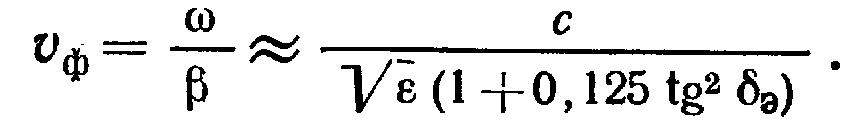 v_ф = ω/β ≈ c/(√ε (1+0,125 tg² δ_э)).